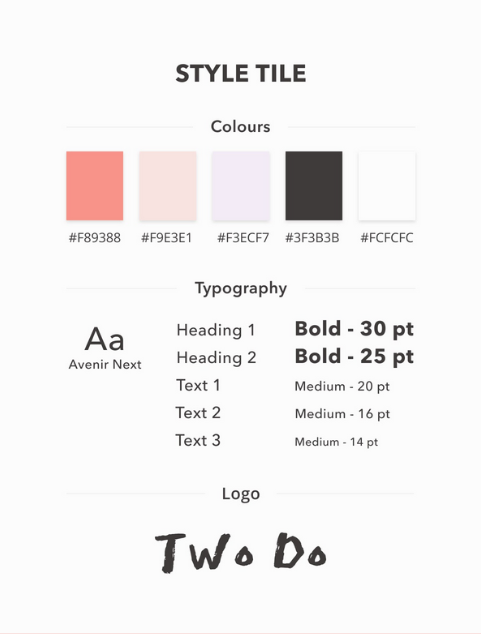 STYLE TILE
Colours
#F89388 #F9E3E1 #F3ECF7 #3F3B3B #FCFCFC
Typography
Aa
Avenir Next
Heading 1 Bold - 30 pt
Heading 2 Bold - 25 pt
Text 1 Medium - 20 pt
Text 2 Medium - 16 pt
Text 3 Medium - 14 pt
Logo
TWo Do